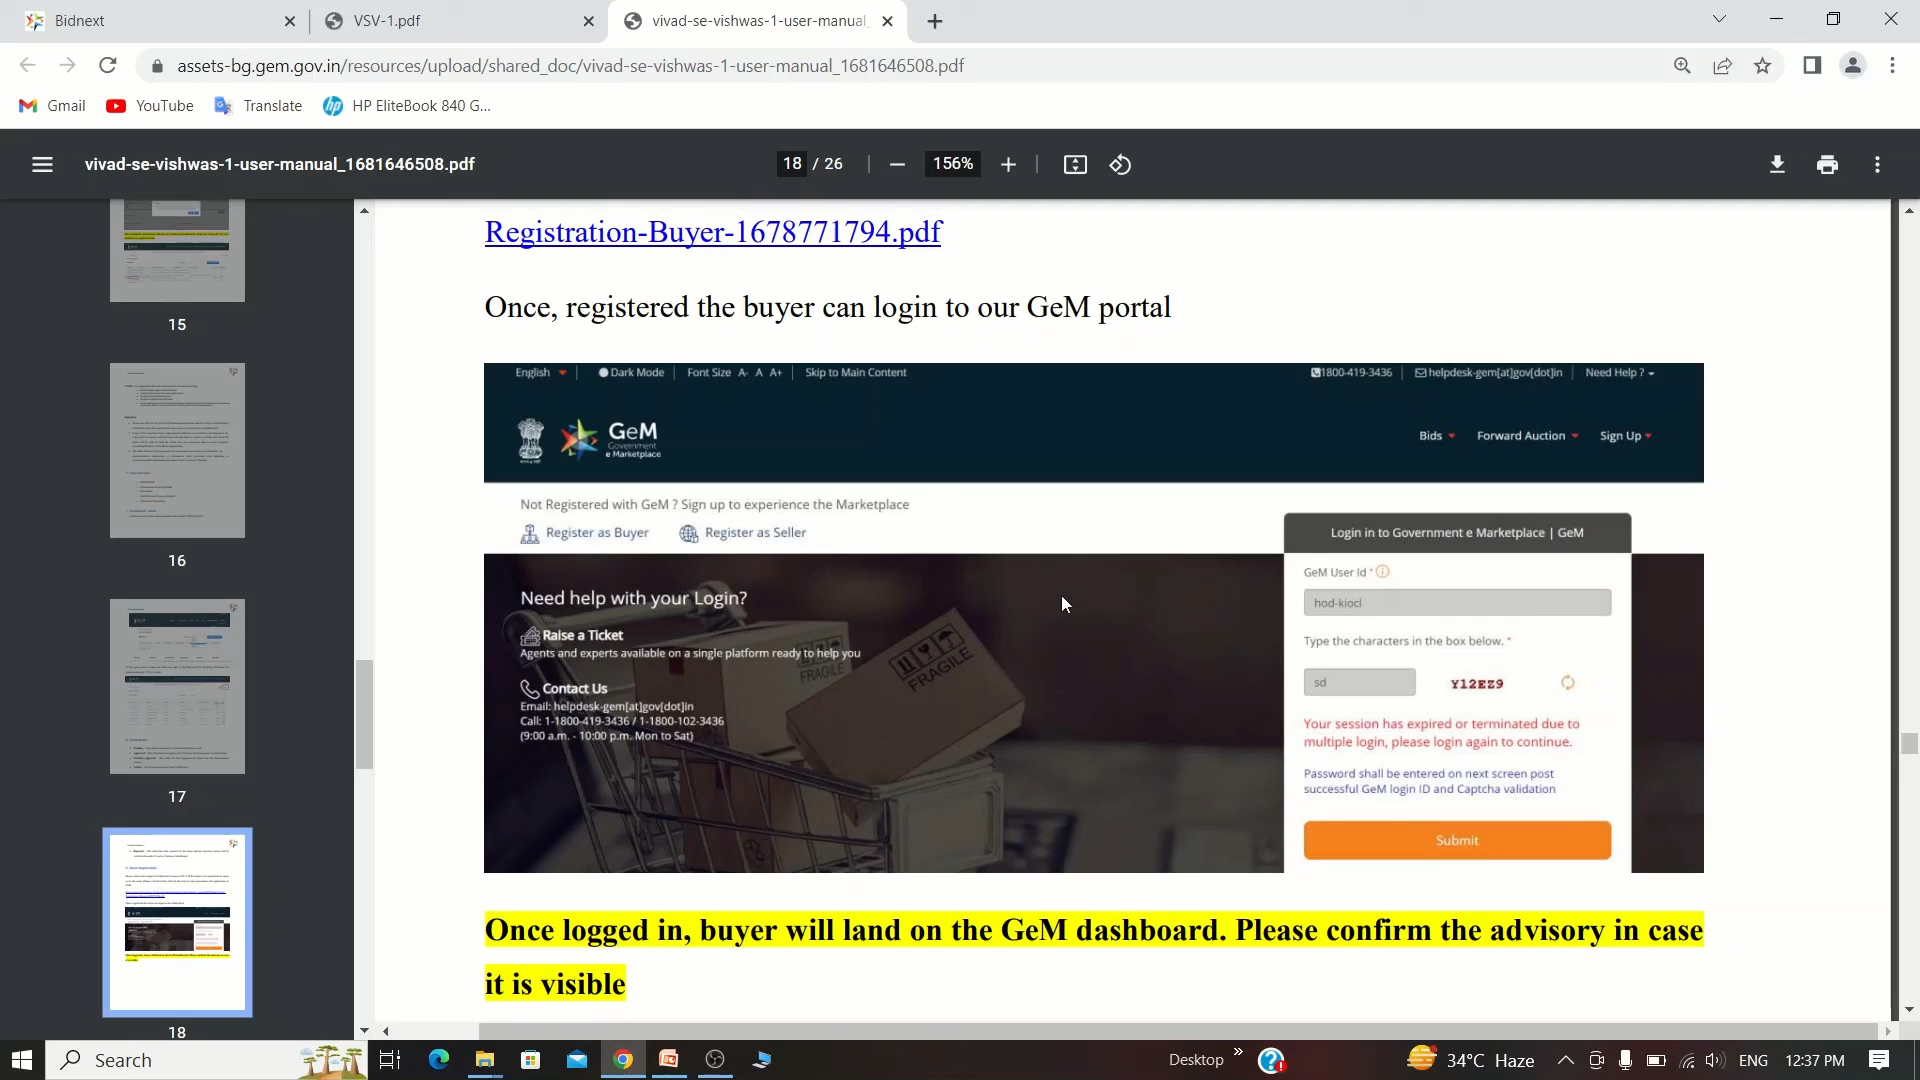 Bidnext
VSV-1.pdf
vivad-se-vishwas-1-user-manual
assets-bg.gem.gov.in/resources/upload/shared_doc/vivad-se-vishwas-1-user-manual_1681646508.pdf
Gmail
YouTube
Translate
HP EliteBook 840 G...
vivad-se-vishwas-1-user-manual_1681646508.pdf
18 / 26
156%
15
16
17
18
Registration-Buyer-1678771794.pdf
Once, registered the buyer can login to our GeM portal
English
Dark Mode
Font Size A- A A+
Skip to Main Content
1800-419-3436
helpdesk-gem[at]gov[dot]in
Need Help ?
GeM
Government
e Marketplace
Bids
Forward Auction
Sign Up
Not Registered with GeM ? Sign up to experience the Marketplace
Register as Buyer
Register as Seller
Login in to Government e Marketplace | GeM
Need help with your Login?
Raise a Ticket
Agents and experts available on a single platform ready to help you
Contact Us
Email: helpdesk-gem[at]gov[dot]in
Call: 1-1800-419-3436 / 1-1800-102-3436
(9:00 a.m. - 10:00 p.m. Mon to Sat)
FRAGILE
FRAGILE
GeM User Id *
hod-kiocl
Type the characters in the box below. *
sd
Y12EZ9
Your session has expired or terminated due to
multiple login, please login again to continue.
Password shall be entered on next screen post
successful GeM login ID and Captcha validation
Submit
Once logged in, buyer will land on the GeM dashboard. Please confirm the advisory in case
it is visible
Search
Desktop
34°C Haze
ENG
12:37 PM